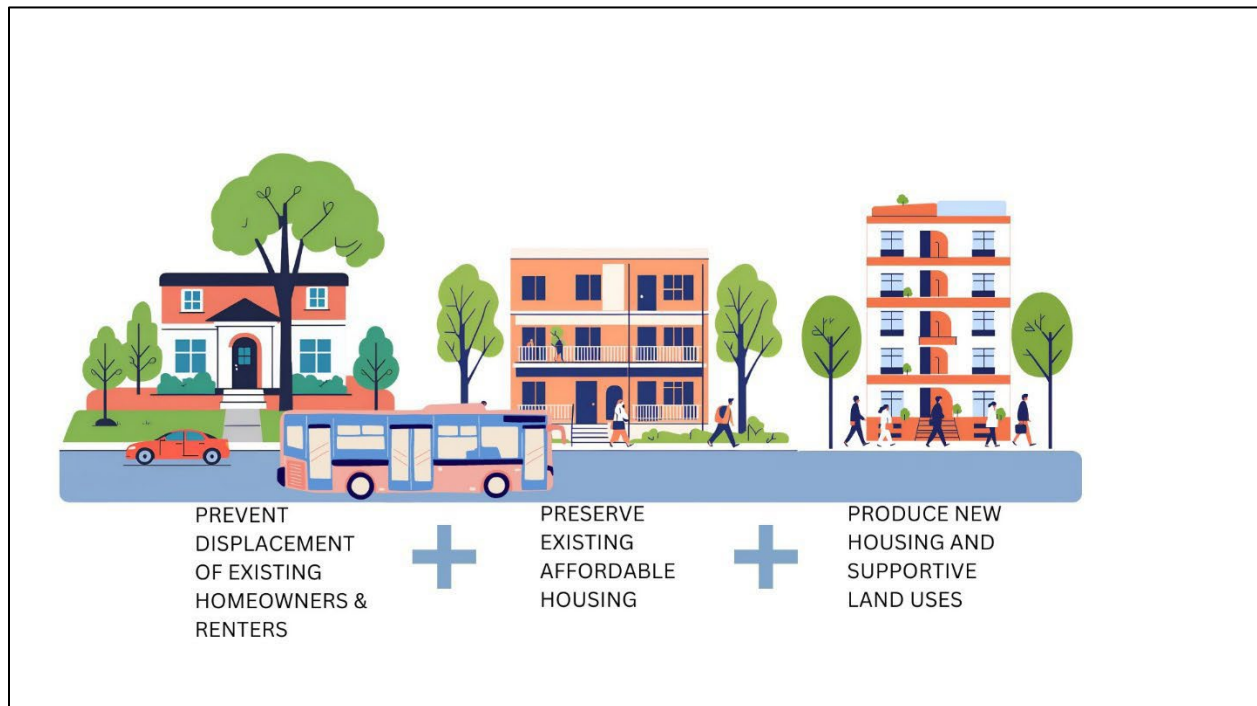 PREVENT
DISPLACEMENT
OF EXISTING
HOMEOWNERS &
RENTERS
PRESERVE
EXISTING
AFFORDABLE
HOUSING
PRODUCE NEW
HOUSING AND
SUPPORTIVE
LAND USES